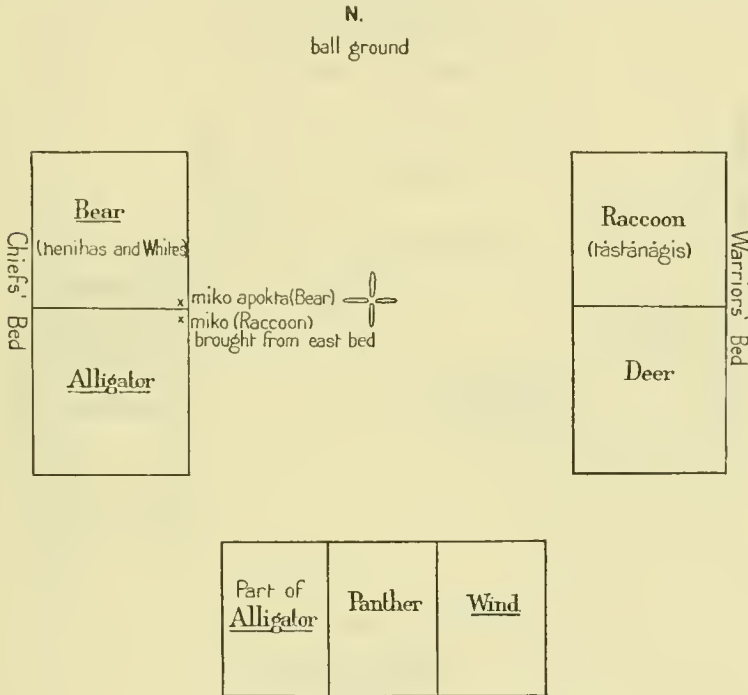 N.
ball ground
Chiefs' Bed
Bear
(henihas and Whites)
miko apokta (Bear)
miko (Raccoon)
brought from east bed
Alligator
Raccoon
(tástánágis)
Deer
Warriors' Bed
Part of
Alligator
Panther
Wind